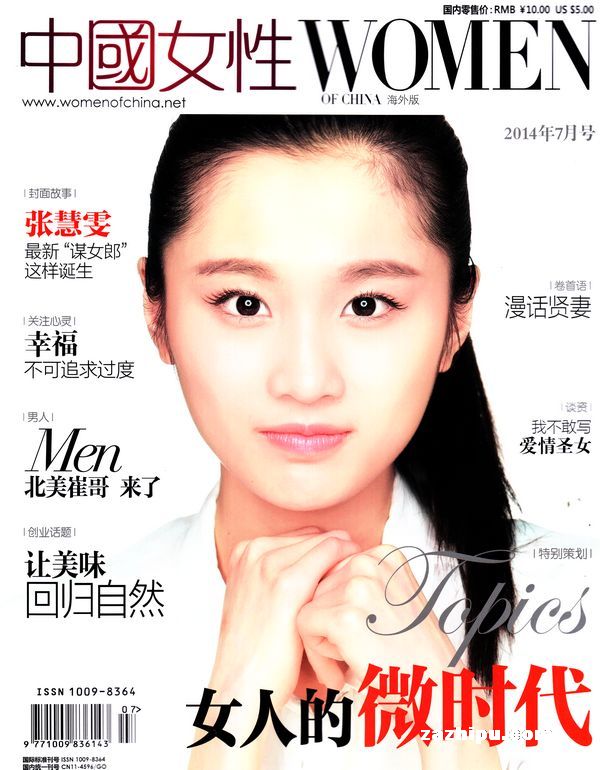 国内零售价:RMB ¥10.00 US $5.00
中國女性 WOMEN
OF CHINA 海外版
www.womenofchina.net
2014年7月号
|封面故事|
张慧雯
最新“谋女郎”
这样诞生
|卷首语|
漫话贤妻
|关注心灵|
幸福
不可追求过度
|男人|
Men
北美崔哥 来了
|谈资|
我不敢写
爱情圣女
|创业话题|
让美味
回归自然
|特别策划|
Topics
女人的微时代
ISSN 1009-8364
07>
9 771009 836143
国际标准刊号 ISSN 1009-8364
国内统一刊号 CN11-4596/GO
zazhipu.com